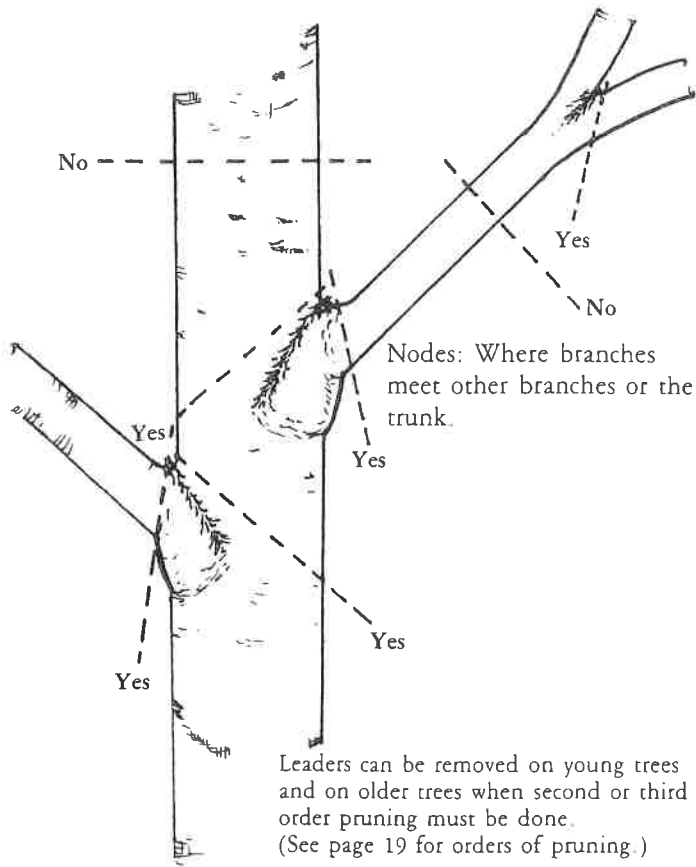 No
Yes
No
Nodes: Where branches
meet other branches or the
trunk.
Yes
Yes
Yes
Yes
Leaders can be removed on young trees
and on older trees when second or third
order pruning must be done.
(See page 19 for orders of pruning.)